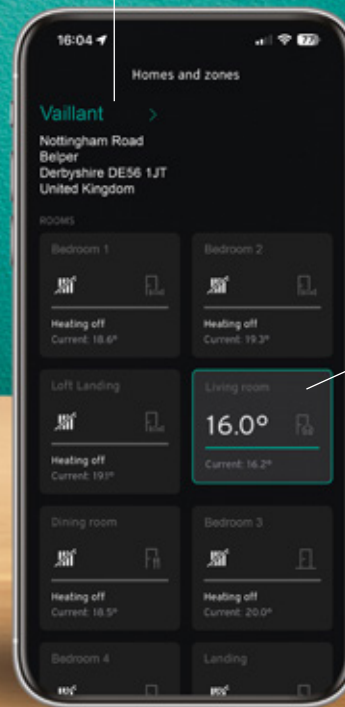 16:04
77
Homes and zones
Vaillant >
Nottingham Road
Belper
Derbyshire DE56 1JT
United Kingdom
ROOMS
Bedroom 1
Bedroom 2
Heating off
Heating off
Current: 18.6°
Current: 19.3°
Loft Landing
Living room
16.0°
Heating off
Current: 19.1°
Current: 16.2°
Dining room
Bedroom 3
Heating off
Heating off
Current: 18.5°
Current: 20.0°
Bedroom 4
Landing